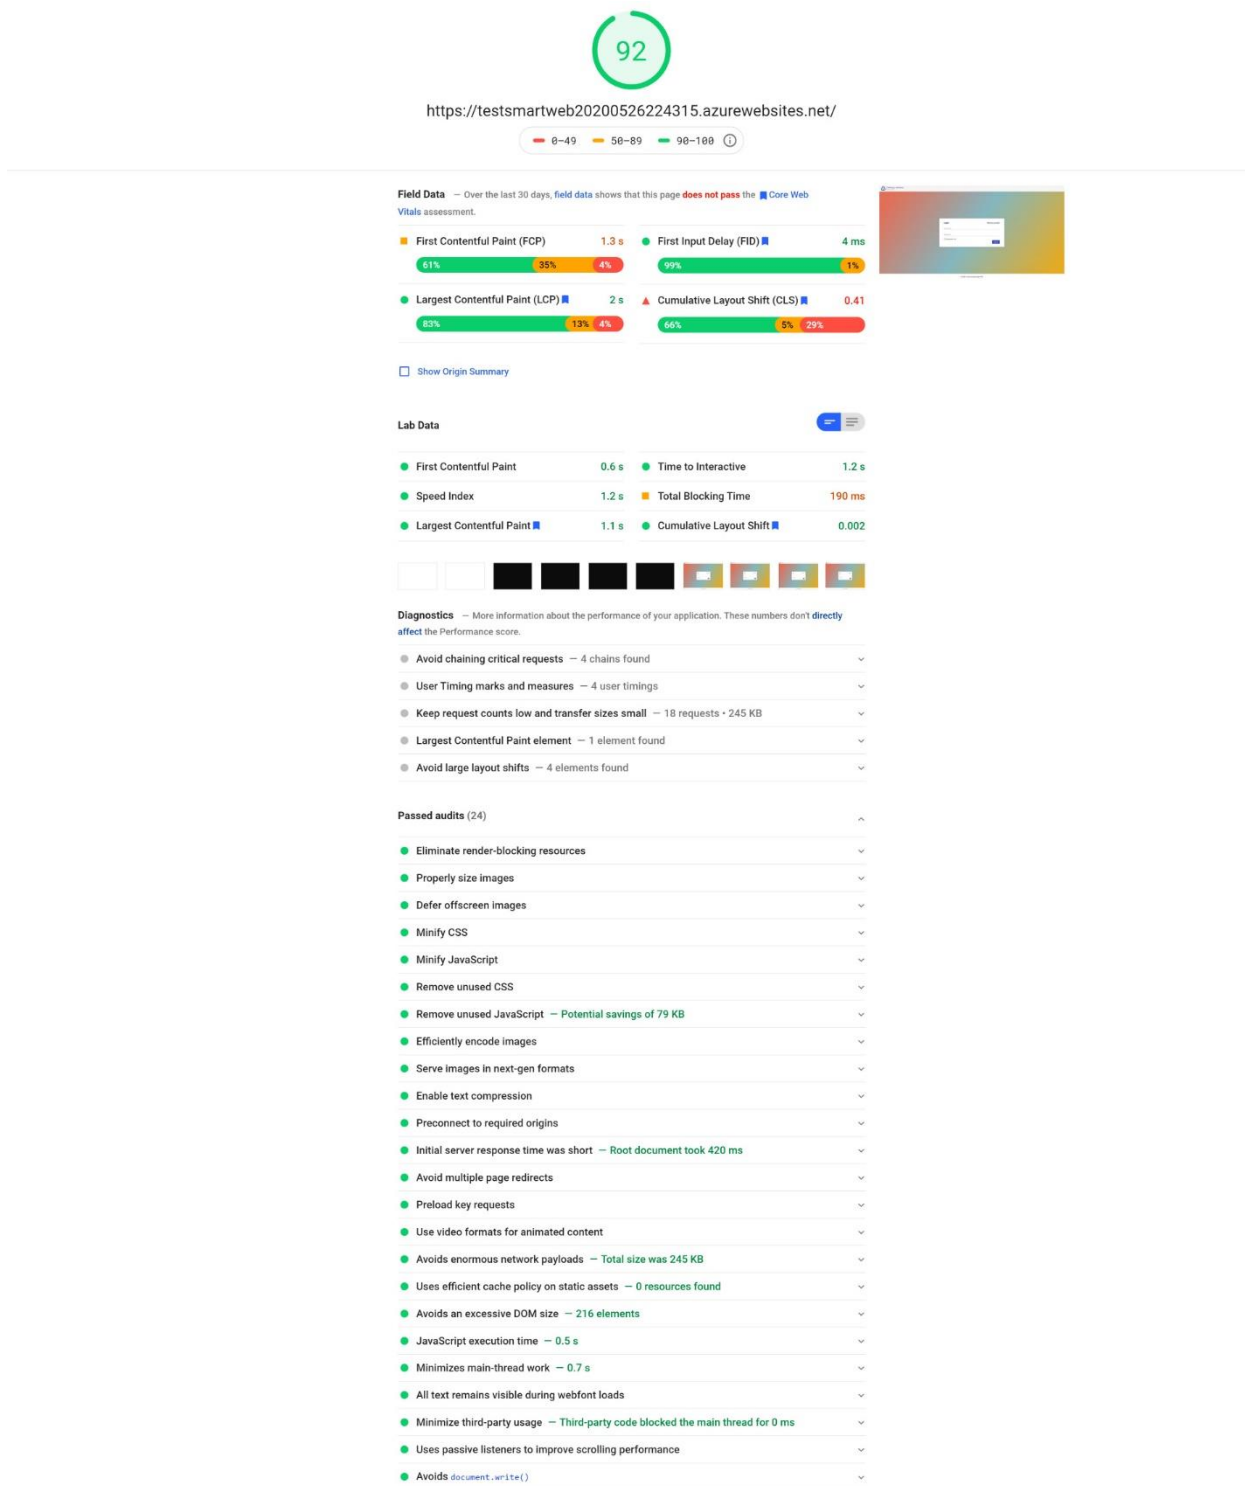 92
https://testsmartweb20200526224315.azurewebsites.net/
0–49 50–89 90–100
Field Data — Over the last 30 days, field data shows that this page does not pass the Core Web
Vitals assessment.
First Contentful Paint (FCP) 1.3 s
61% 35% 4%
First Input Delay (FID) 4 ms
99% 1%
Largest Contentful Paint (LCP) 2 s
83% 13% 4%
Cumulative Layout Shift (CLS) 0.41
66% 5% 29%
Show Origin Summary
Lab Data
First Contentful Paint 0.6 s
Time to Interactive 1.2 s
Speed Index 1.2 s
Total Blocking Time 190 ms
Largest Contentful Paint 1.1 s
Cumulative Layout Shift 0.002
Diagnostics — More information about the performance of your application. These numbers don't directly
affect the Performance score.
Avoid chaining critical requests — 4 chains found
User Timing marks and measures — 4 user timings
Keep request counts low and transfer sizes small — 18 requests • 245 KB
Largest Contentful Paint element — 1 element found
Avoid large layout shifts — 4 elements found
Passed audits (24)
Eliminate render-blocking resources
Properly size images
Defer offscreen images
Minify CSS
Minify JavaScript
Remove unused CSS
Remove unused JavaScript — Potential savings of 79 KB
Efficiently encode images
Serve images in next-gen formats
Enable text compression
Preconnect to required origins
Initial server response time was short — Root document took 420 ms
Avoid multiple page redirects
Preload key requests
Use video formats for animated content
Avoids enormous network payloads — Total size was 245 KB
Uses efficient cache policy on static assets — 0 resources found
Avoids an excessive DOM size — 216 elements
JavaScript execution time — 0.5 s
Minimizes main-thread work — 0.7 s
All text remains visible during webfont loads
Minimize third-party usage — Third-party code blocked the main thread for 0 ms
Uses passive listeners to improve scrolling performance
Avoids document.write()